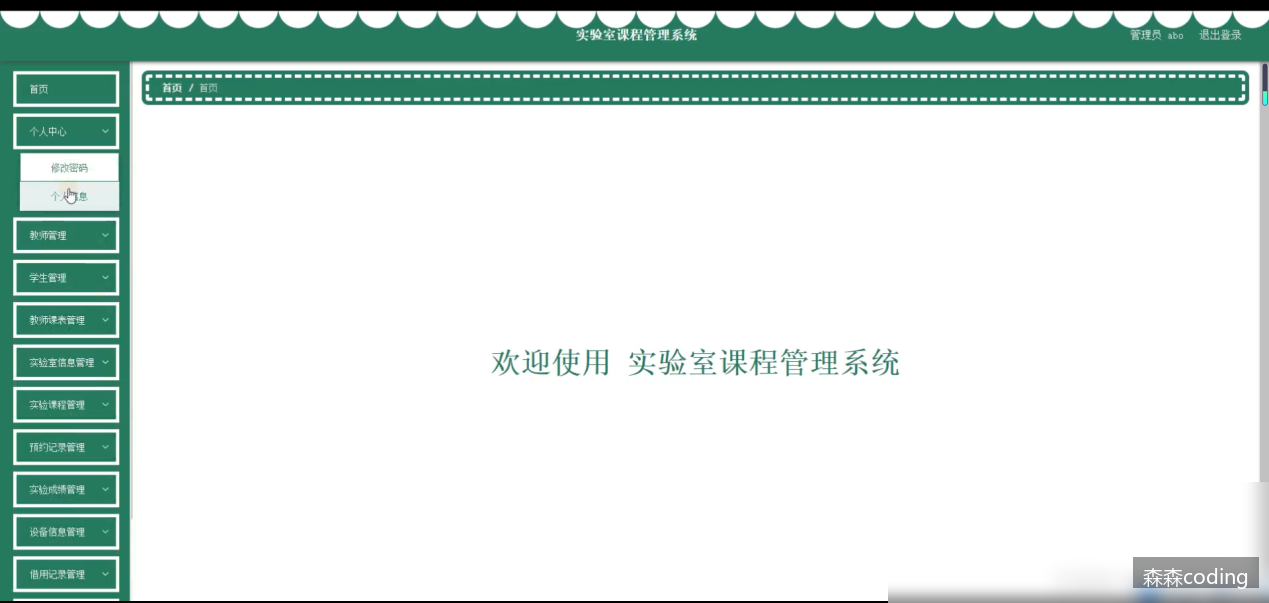 实验室课程管理系统
管理员 abo 退出登录
首页
首页 / 首页
个人中心
修改密码
个人信息
教师管理
学生管理
教师课表管理
实验室信息管理
欢迎使用 实验室课程管理系统
实验课程管理
预约记录管理
实验成绩管理
设备信息管理
借用记录管理
森森coding